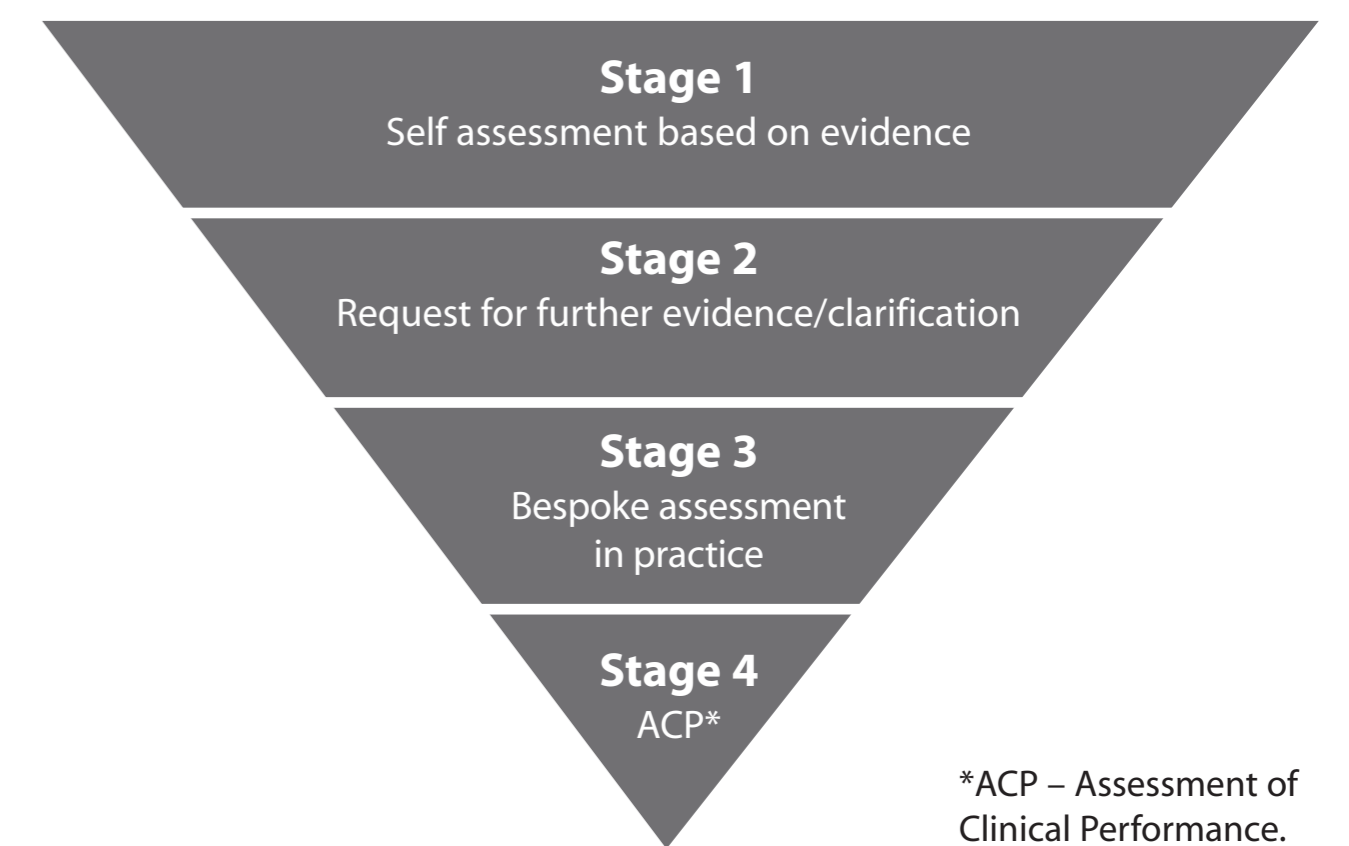 Stage 1
Self assessment based on evidence
Stage 2
Request for further evidence/clarification
Stage 3
Bespoke assessment
in practice
Stage 4
ACP*
*ACP – Assessment of
Clinical Performance.